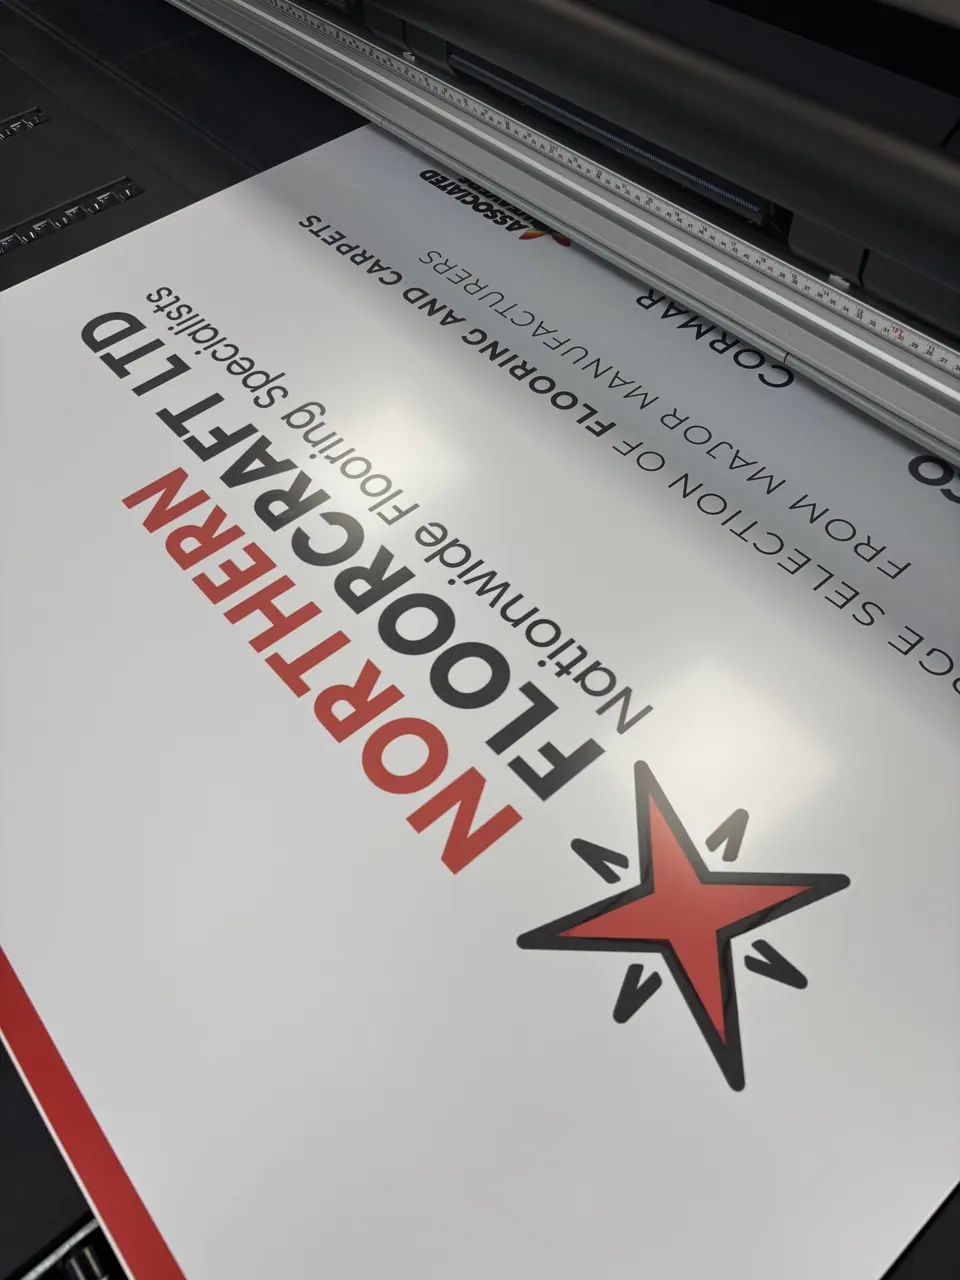 NORTHERN
FLOORCRAFT LTD
Nationwide Flooring Specialists
SELECTION OF FLOORING AND CARPETS
FROM MAJOR MANUFACTURERS
CORMAR
ASSOCIATED